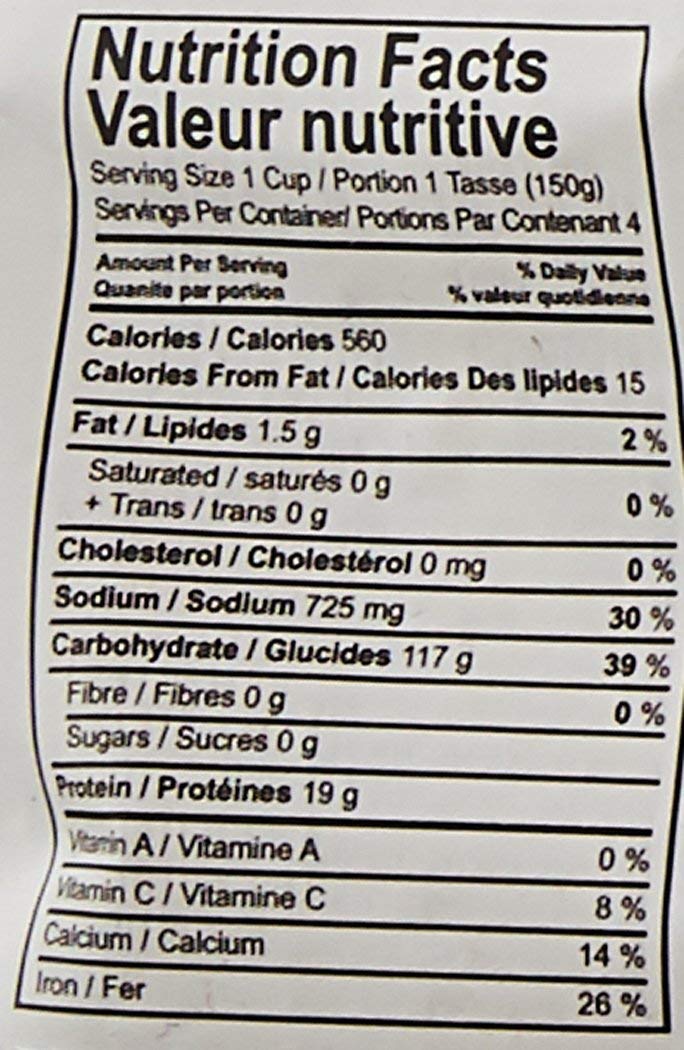 Nutrition Facts
Valeur nutritive
Serving Size 1 Cup / Portion 1 Tasse (150g)
Servings Per Container/ Portions Par Contenant 4
Amount Per Serving % Daily Value
Quanite par portion % valeur quotidienne
Calories / Calories 560
Calories From Fat / Calories Des lipides 15
Fat / Lipides 1.5 g 2 %
Saturated / saturés 0 g
+ Trans / trans 0 g 0 %
Cholesterol / Cholestérol 0 mg 0 %
Sodium / Sodium 725 mg 30 %
Carbohydrate / Glucides 117 g 39 %
Fibre / Fibres 0 g 0 %
Sugars / Sucres 0 g
Protein / Protéines 19 g
Vitamin A / Vitamine A 0 %
Vitamin C / Vitamine C 8 %
Calcium / Calcium 14 %
Iron / Fer 26 %